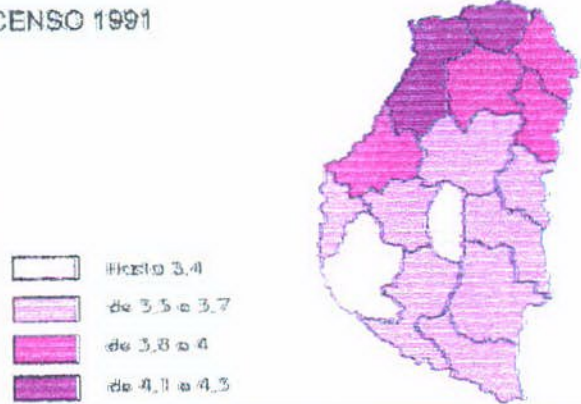 CENSO 1991
Hasta 3,4
de 3,5 a 3,7
de 3,8 a 4
de 4,1 a 4,3